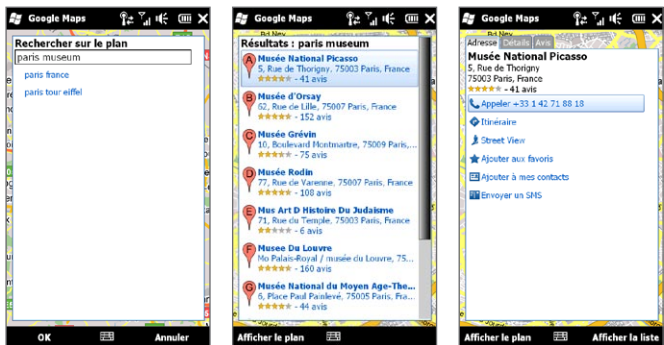 Google Maps
Rechercher sur le plan
paris museum
paris france
paris tour eiffel
OK
Annuler
Google Maps
Bd Ney
Résultats : paris museum
A
Musée National Picasso
5, Rue de Thorigny, 75003 Paris, France
- 41 avis
B
Musée d'Orsay
62, Rue de Lille, 75007 Paris, France
- 152 avis
C
Musée Grévin
10, Boulevard Montmartre, 75009 Paris,...
- 75 avis
D
Musée Rodin
77, Rue de Varenne, 75007 Paris, France
- 108 avis
E
Mus Art D Histoire Du Judaisme
71, Rue du Temple, 75003 Paris, France
- 6 avis
F
Musee Du Louvre
Mo Palais-Royal / musée du Louvre, 75...
- 160 avis
G
Musée National du Moyen Age-The...
6, Place Paul Painlevé, 75005 Paris, Fra...
- 44 avis
Afficher le plan
Google Maps
Bd Ney
Adresse Détails Avis
Musée National Picasso
5, Rue de Thorigny
75003 Paris, France
- 41 avis
Appeler +33 1 42 71 88 18
Itinéraire
Street View
Ajouter aux favoris
Ajouter à mes contacts
Envoyer un SMS
Afficher le plan
Afficher la liste